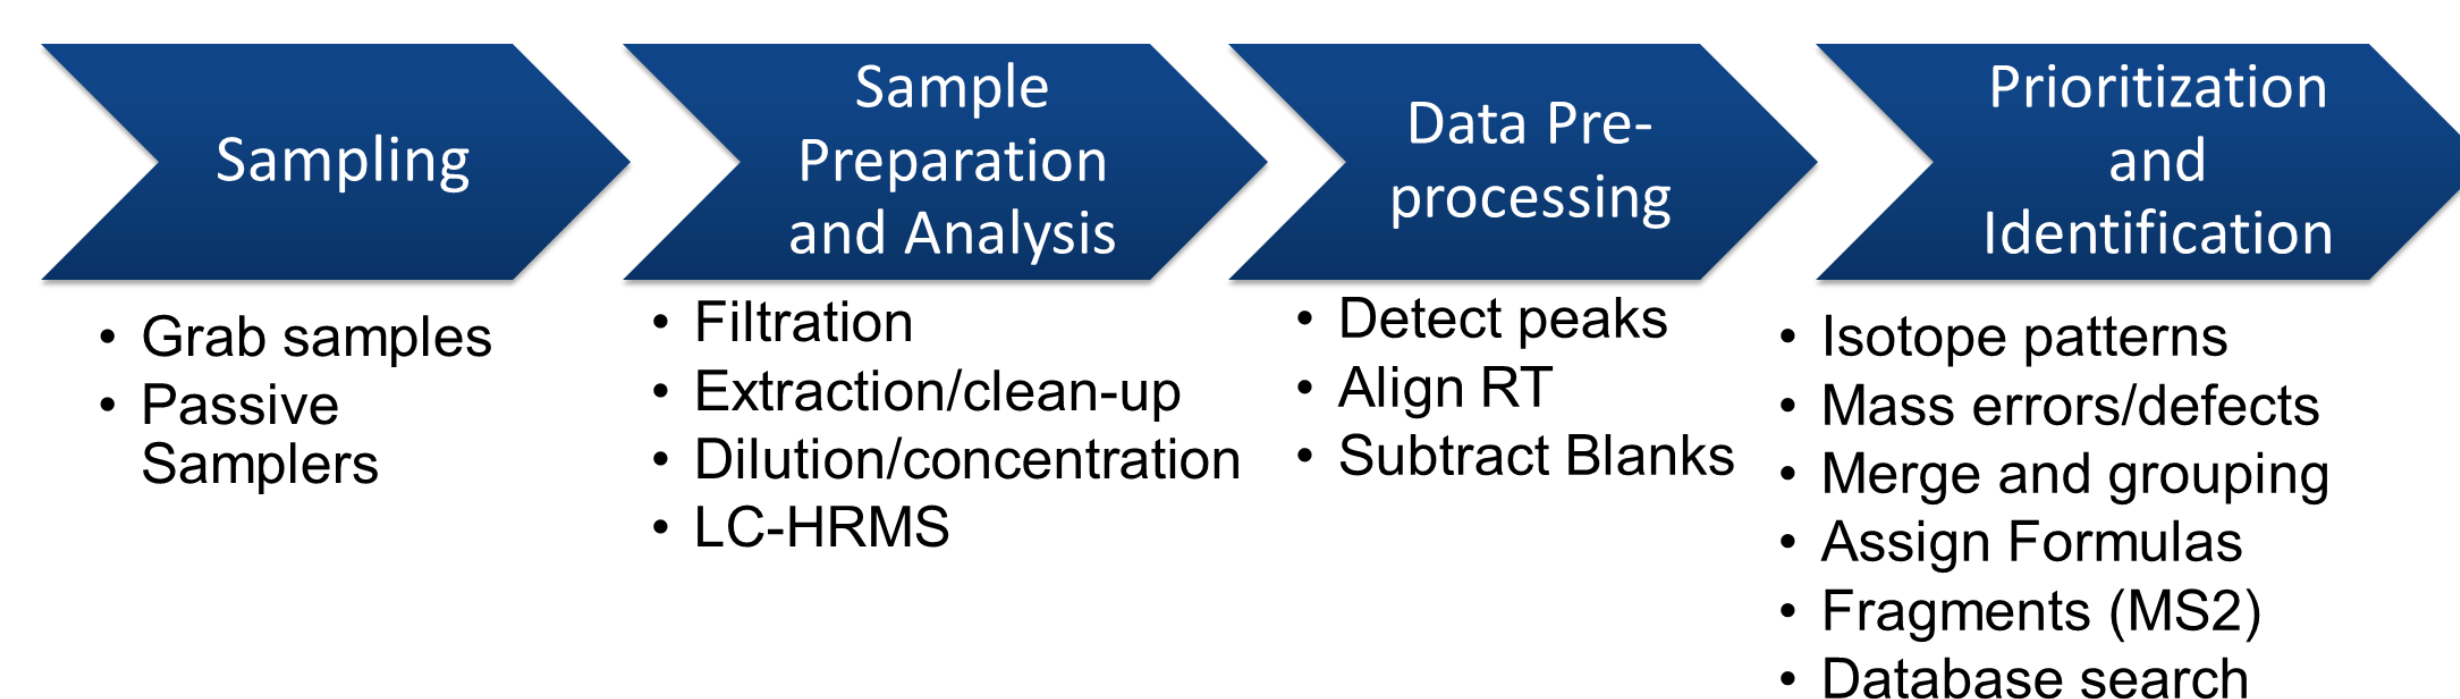 Sampling
Sample
Preparation
and Analysis
Data Pre-
processing
Prioritization
and
Identification
• Grab samples
• Passive
Samplers
• Filtration
• Extraction/clean-up
• Dilution/concentration
• LC-HRMS
• Detect peaks
• Align RT
• Subtract Blanks
• Isotope patterns
• Mass errors/defects
• Merge and grouping
• Assign Formulas
• Fragments (MS2)
• Database search